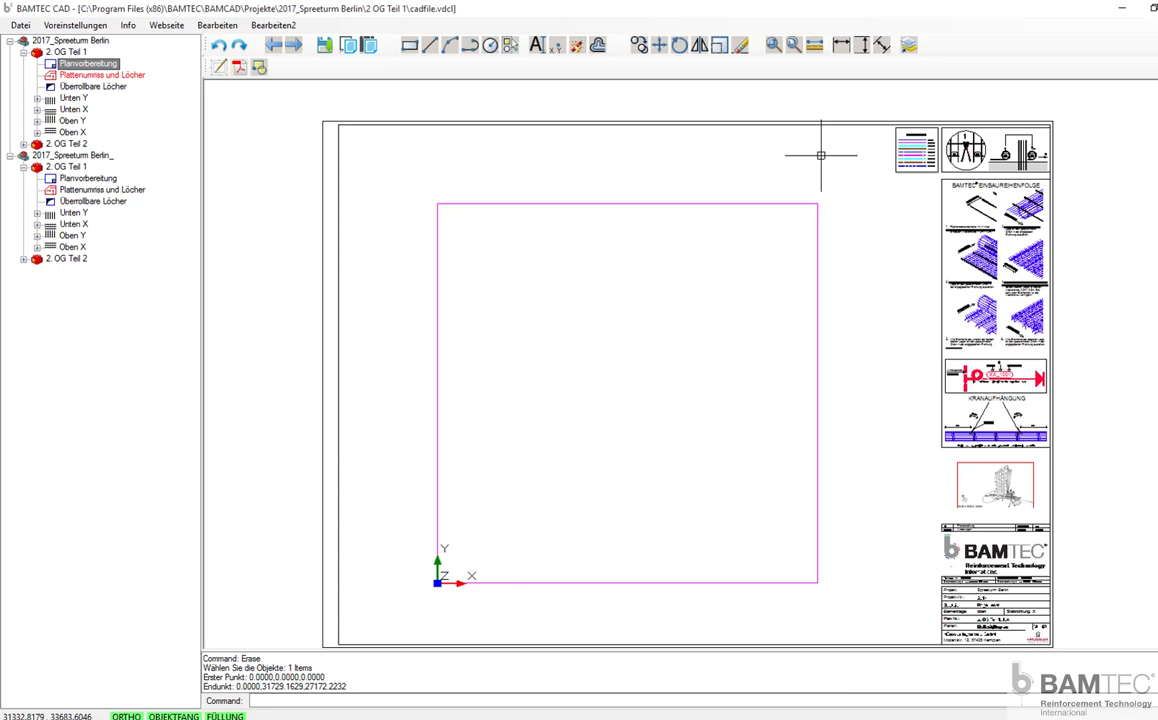 BAMTEC CAD - [C:\Program Files (x86)\BAMTEC\BAMCAD\Projekte\2017_Spreeturm Berlin\2 OG Teil 1\cadfile.vdcl]
Datei Voreinstellungen Info Webseite Bearbeiten Bearbeiten2
2017_Spreeturm Berlin
2. OG Teil 1
Planvorbereitung
Plattenumriss und Löcher
Überrollbare Löcher
Unten Y
Unten X
Oben Y
Oben X
2. OG Teil 2
2017_Spreeturm Berlin_
2. OG Teil 1
Planvorbereitung
Plattenumriss und Löcher
Überrollbare Löcher
Unten Y
Unten X
Oben Y
Oben X
2. OG Teil 2
BAMTEC® EINBAUREIHENFOLGE
KRANAUFHÄNGUNG
BAMTEC®
Reinforcement Technology
International
Spreeturm Berlin
Y
Z X
Command: Erase
Wählen Sie die Objekte: 1 Items
Erster Punkt: 0.0000,0.0000,0.0000
Endunkt: 0.0000,31729.1629,27172.2232
Command:
31332.8179 , 33683.6046 ORTHO OBJEKTFANG FÜLLUNG
BAMTEC®
Reinforcement Technology
International